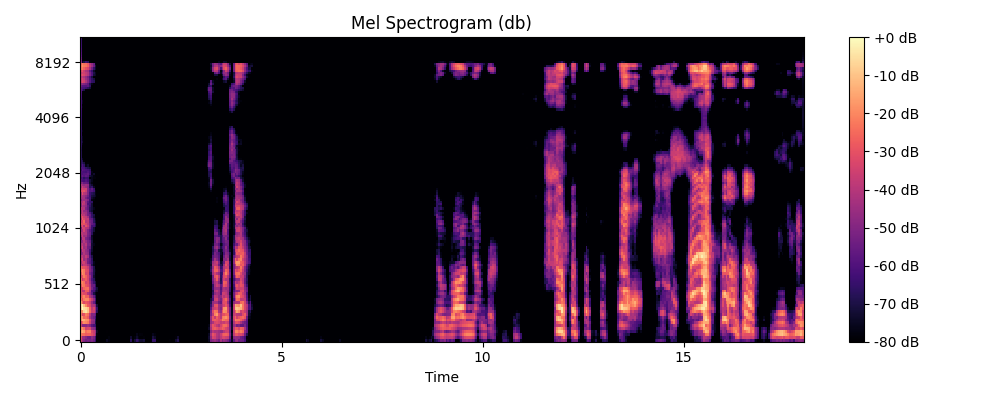 Mel Spectrogram (db)
Hz
8192
4096
2048
1024
512
0
0 5 10 15
Time
+0 dB
-10 dB
-20 dB
-30 dB
-40 dB
-50 dB
-60 dB
-70 dB
-80 dB